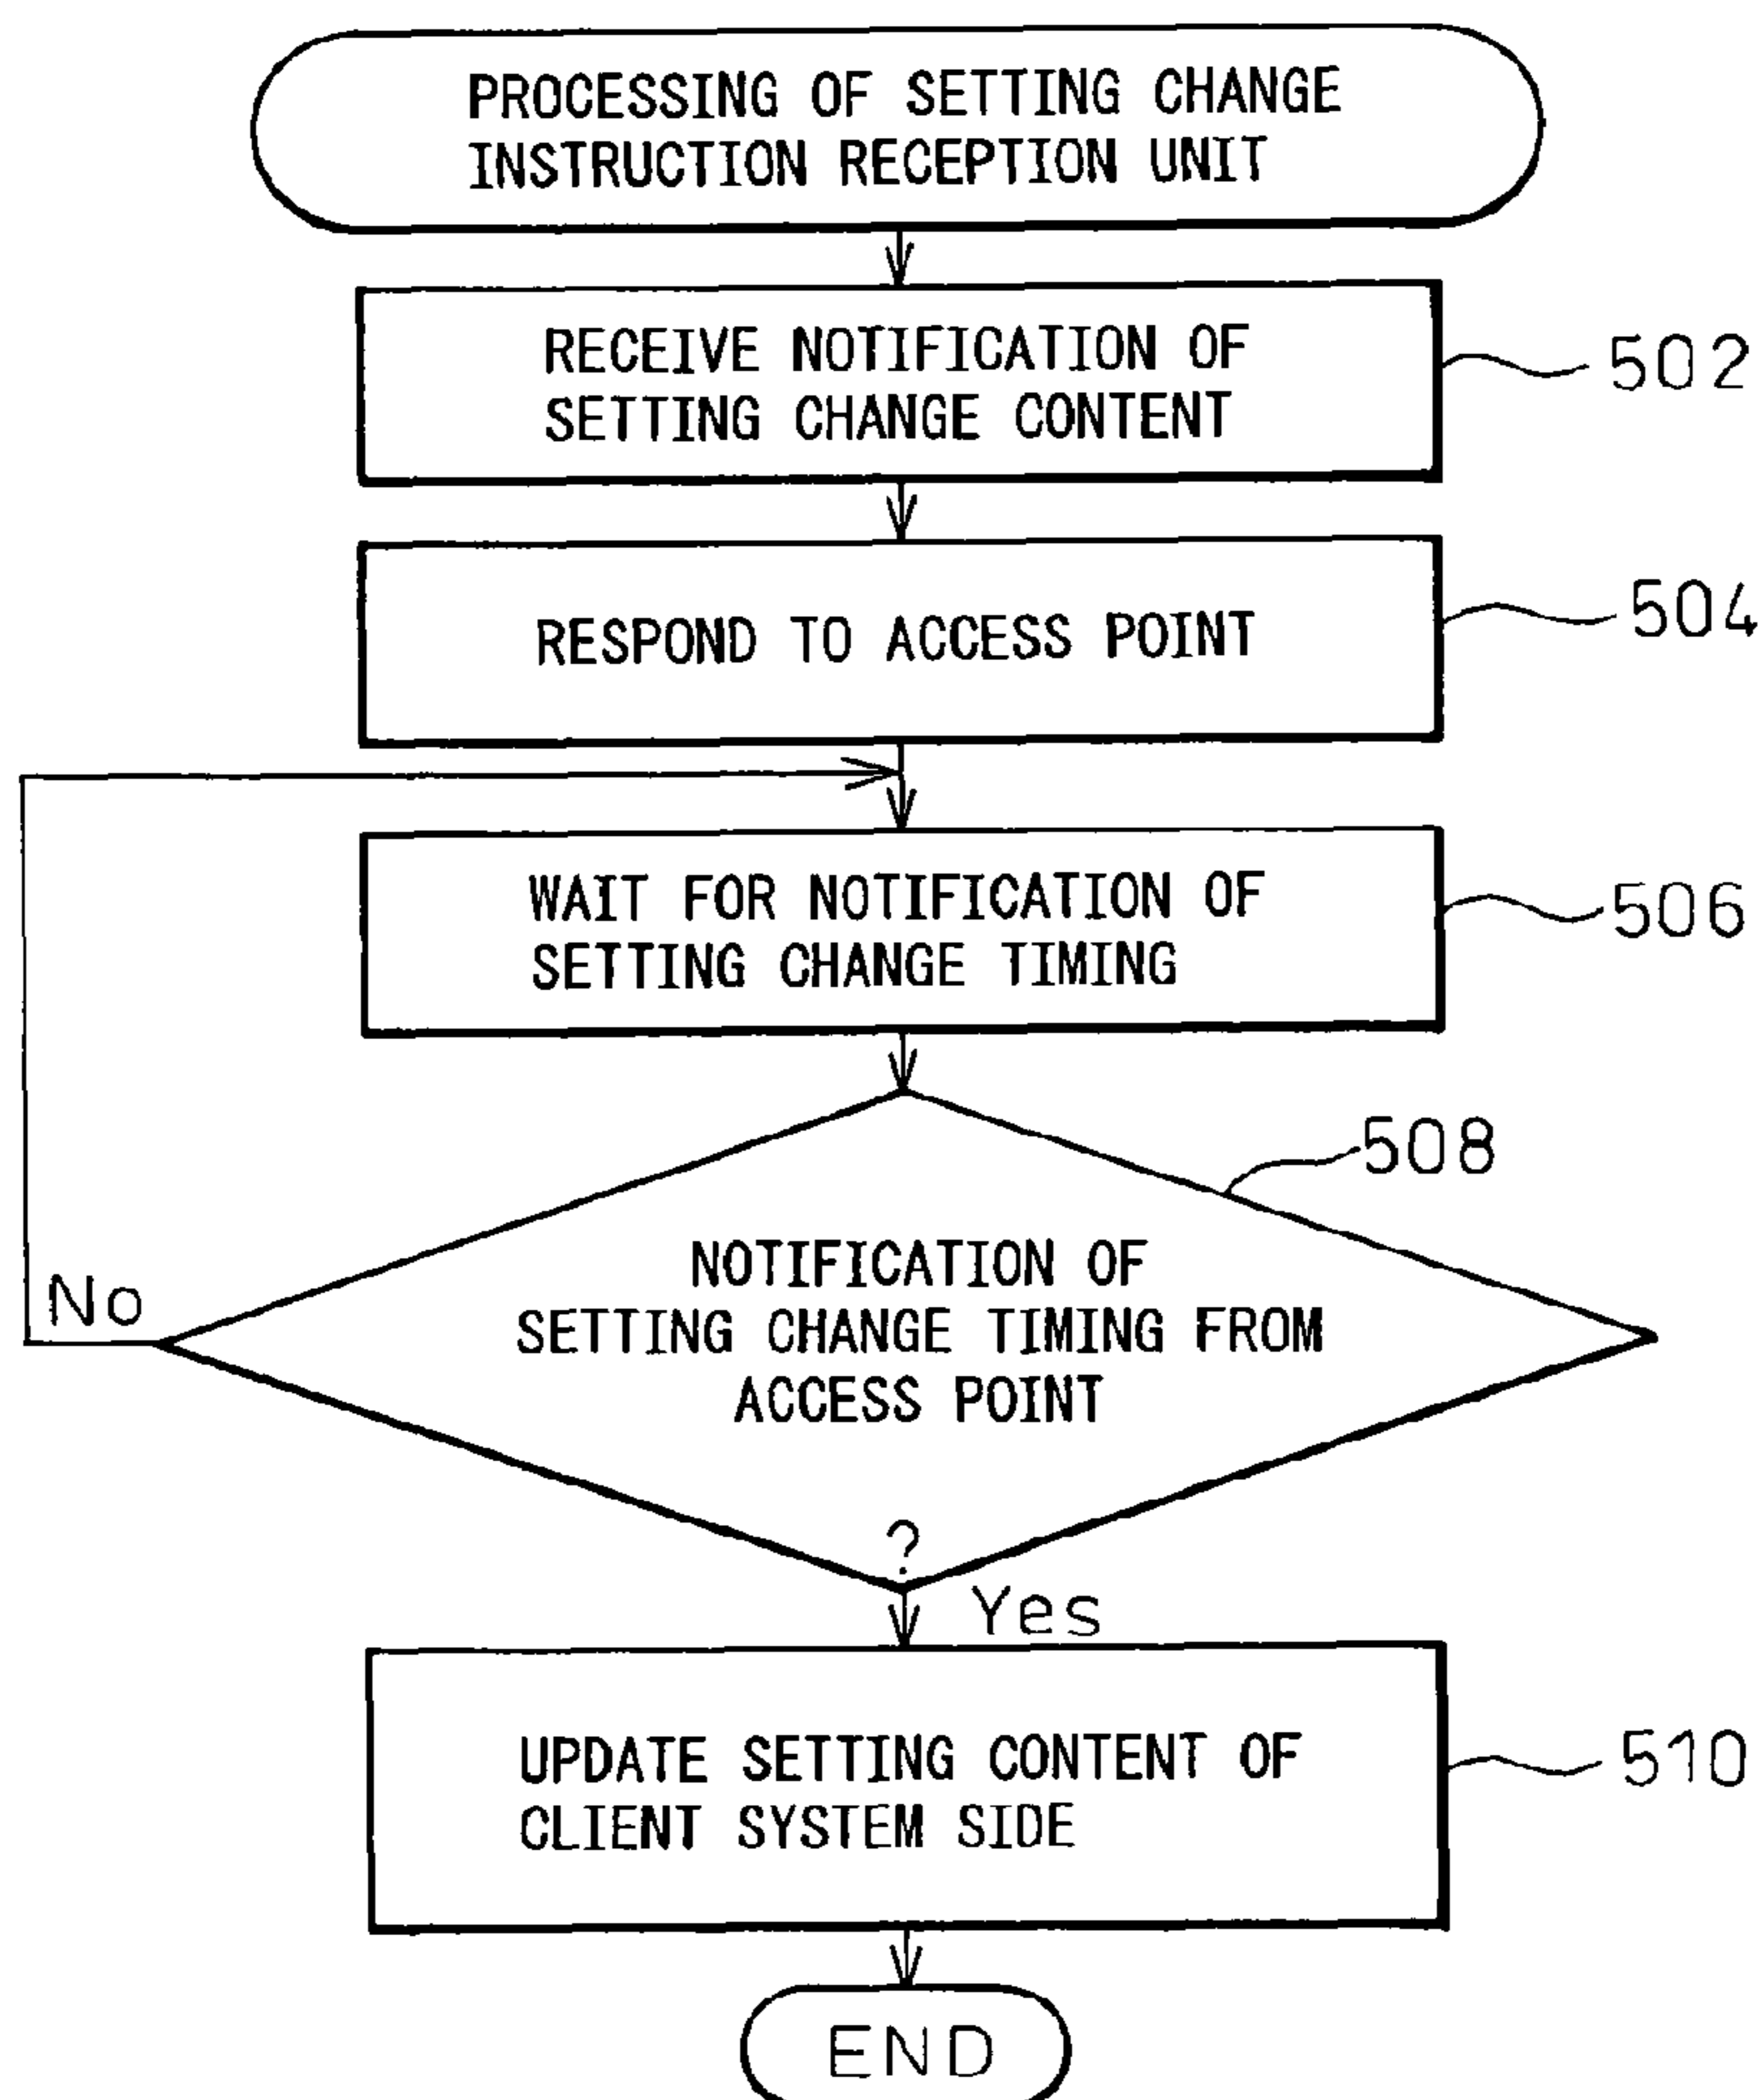 PROCESSING OF SETTING CHANGE
INSTRUCTION RECEPTION UNIT
RECEIVE NOTIFICATION OF
SETTING CHANGE CONTENT
502
RESPOND TO ACCESS POINT
504
WAIT FOR NOTIFICATION OF
SETTING CHANGE TIMING
506
508
NOTIFICATION OF
SETTING CHANGE TIMING FROM
ACCESS POINT
?
No
Yes
UPDATE SETTING CONTENT OF
CLIENT SYSTEM SIDE
510
END